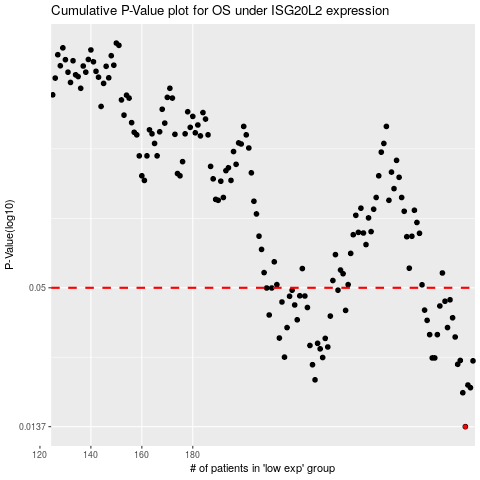 Cumulative P-Value plot for OS under ISG20L2 expression
P-Value(log10)
0.05
0.0137
120 140 160 180
# of patients in 'low exp' group